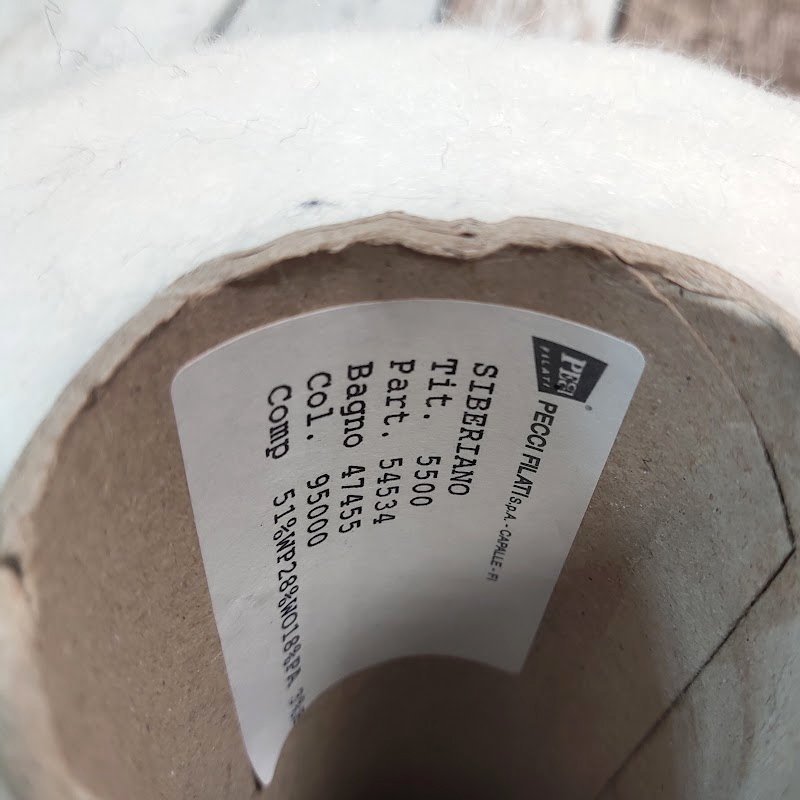 PECCI
FILATI
®
PECCI FILATI S.p.A. - CAPALLE - FI
SIBERIANO
Tit. 5500
Part. 54534
Bagno 47455
Col. 95000
Comp 51%WP28%WO18%PA